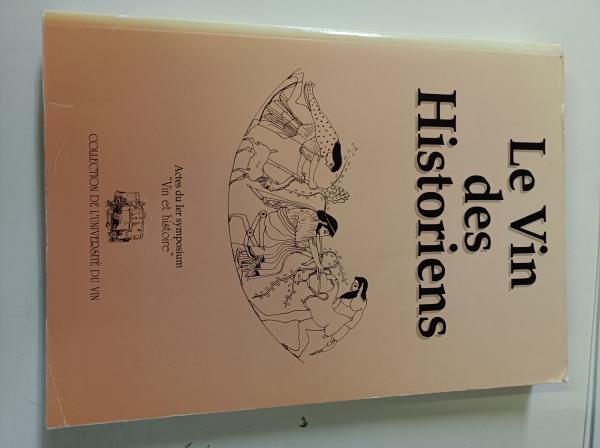 Le Vin
des
Historiens
Actes du 1er symposium
"Vin et histoire"
COLLECTION DE L'UNIVERSITÉ DU VIN